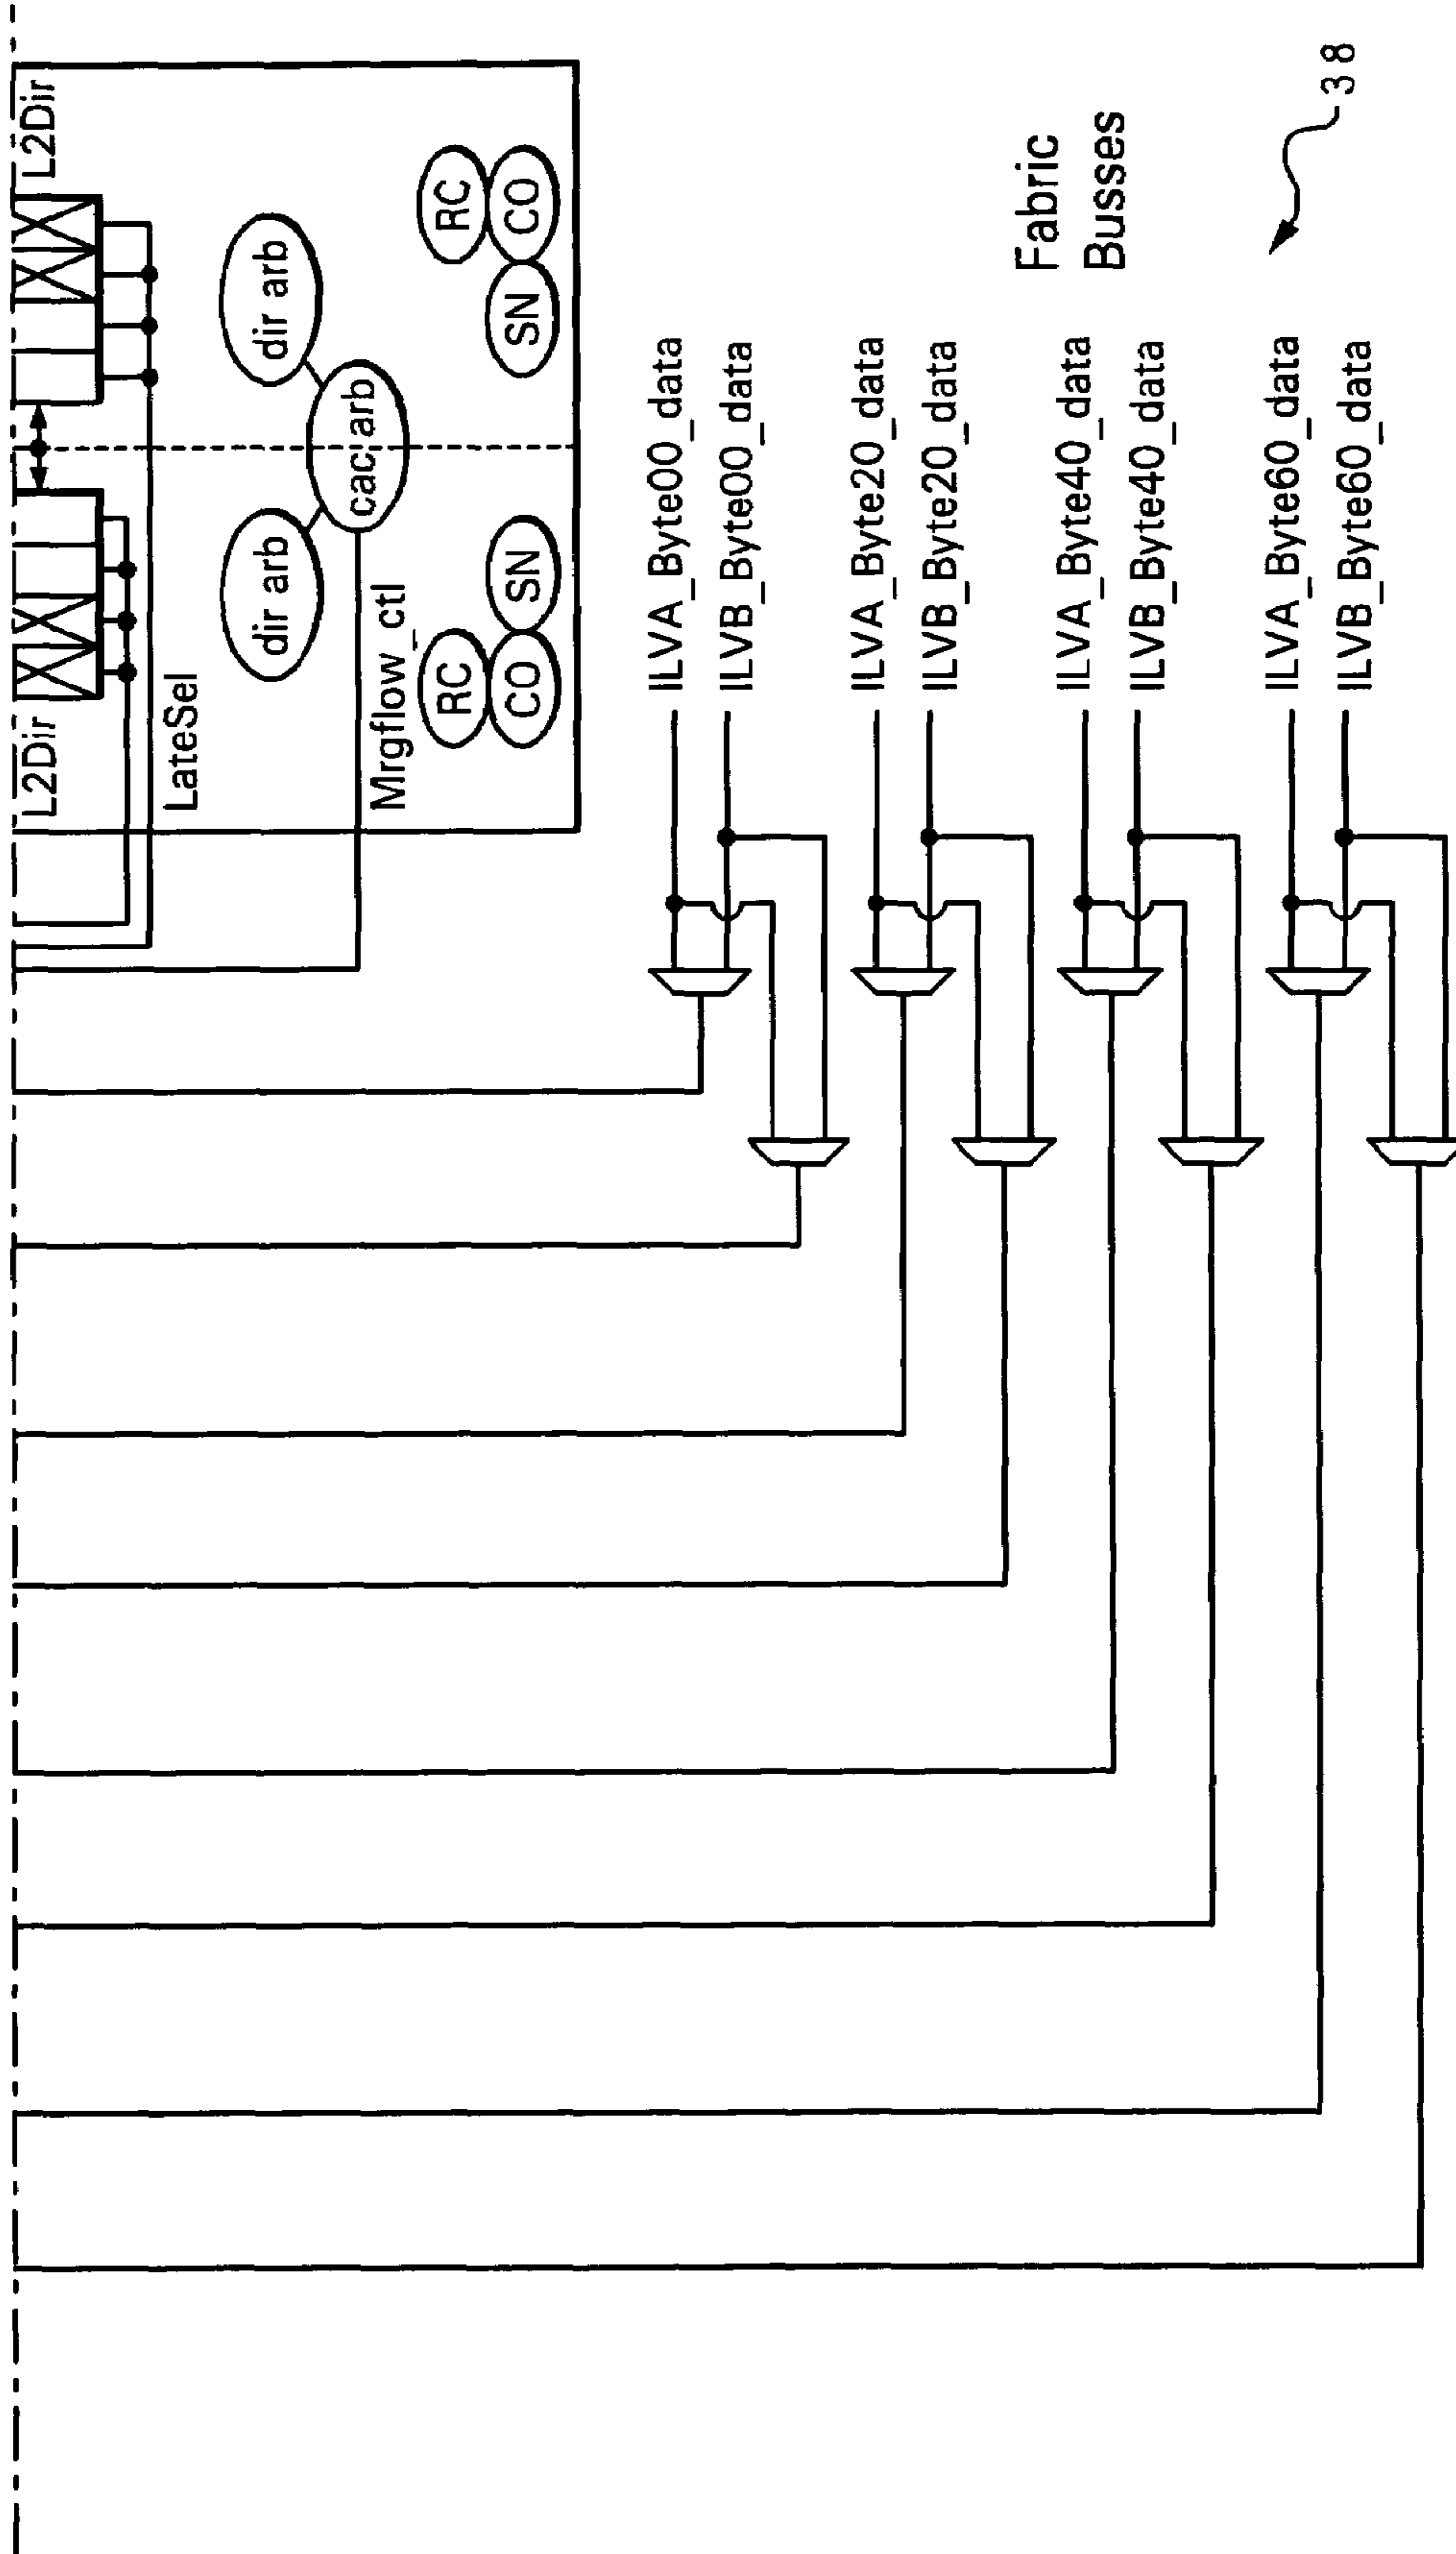 L2Dir
L2Dir
LateSel
dir arb
dir arb
cac arb
Mrgflow_ctl
RC
CO
SN
SN
RC
CO
ILVA_Byte00_data
ILVB_Byte00_data
ILVA_Byte20_data
ILVB_Byte20_data
ILVA_Byte40_data
ILVB_Byte40_data
ILVA_Byte60_data
ILVB_Byte60_data
Fabric
Busses
38